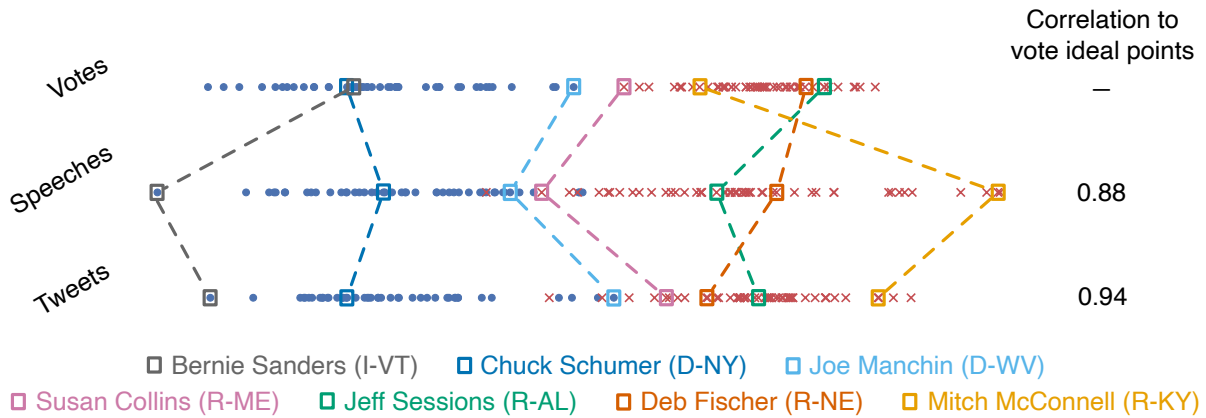 Correlation to
vote ideal points
Votes
–
Speeches
0.88
Tweets
0.94
Bernie Sanders (I-VT) Chuck Schumer (D-NY) Joe Manchin (D-WV)
Susan Collins (R-ME) Jeff Sessions (R-AL) Deb Fischer (R-NE) Mitch McConnell (R-KY)